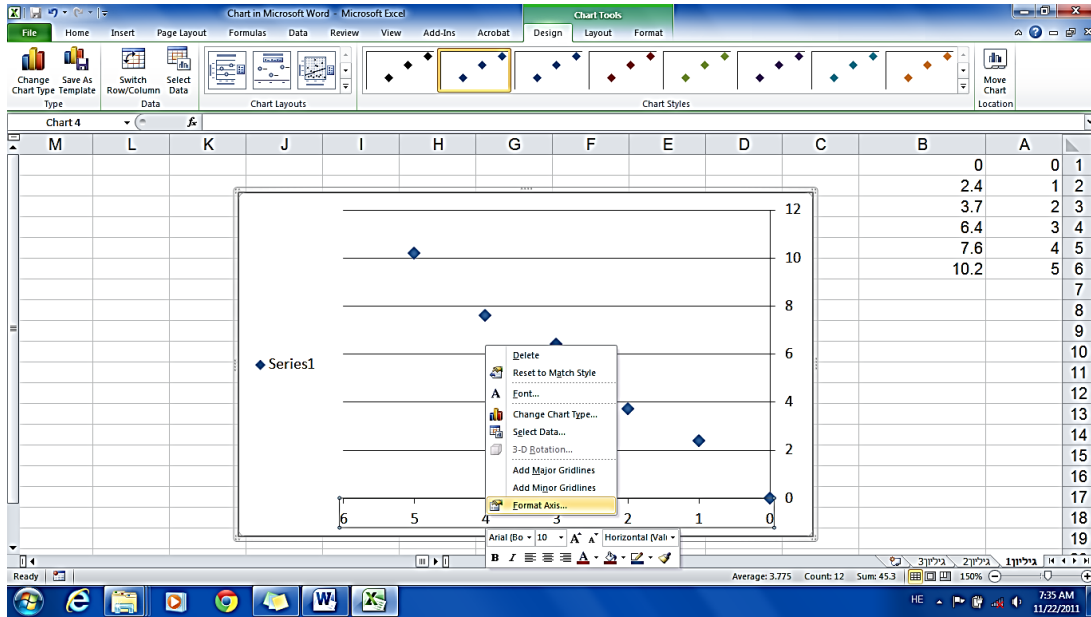 Chart in Microsoft Word - Microsoft Excel
Chart Tools
File Home Insert Page Layout Formulas Data Review View Add-Ins Acrobat Design Layout Format
Change Chart Type
Save As Template
Switch Row/Column
Select Data
Move Chart
Type
Data
Chart Layouts
Chart Styles
Location
Chart 4
fx
M L K J I H G F E D C B A
0 0 1
2.4 1 2
3.7 2 3
6.4 3 4
7.6 4 5
10.2 5 6
7
8
9
10
11
12
13
14
15
16
17
18
19
12
10
8
6
4
2
0
Series1
6 5 4 3 2 1 0
Delete
Reset to Match Style
Font...
Change Chart Type...
Select Data...
3-D Rotation...
Add Major Gridlines
Add Minor Gridlines
Format Axis...
Arial (Bo 10 A A Horizontal (Valu
B I A
גיליון1 גיליון2 גיליון3
Ready
Average: 3.775 Count: 12 Sum: 45.3
150%
HE
7:35 AM
11/22/2011